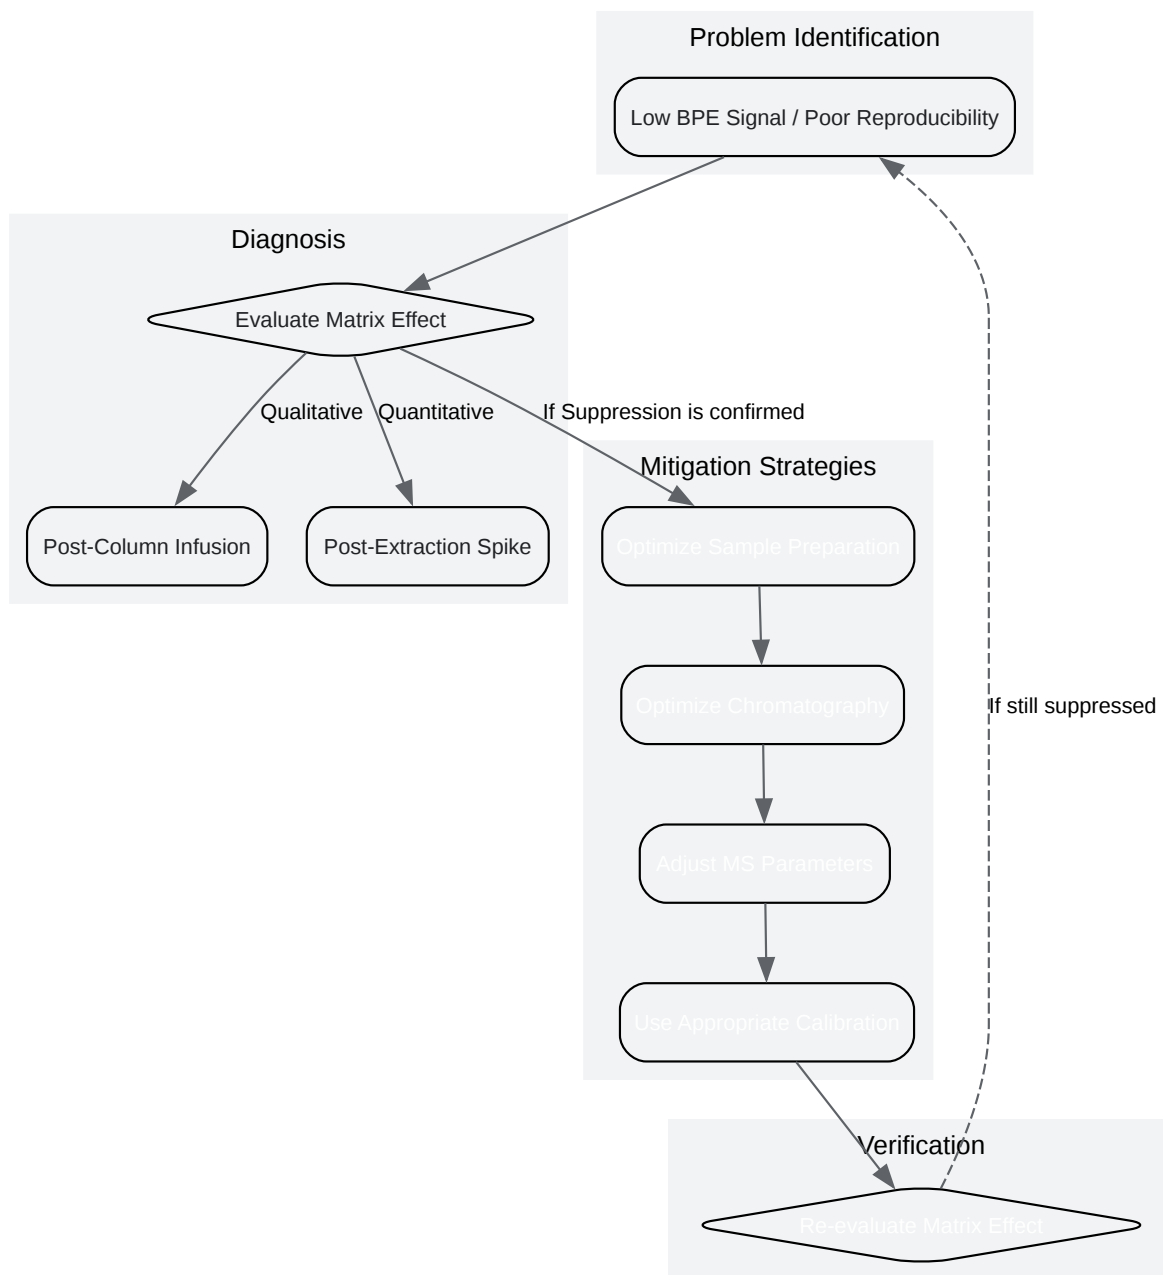 Problem Identification
Low BPE Signal / Poor Reproducibility
Diagnosis
Evaluate Matrix Effect
Qualitative
Quantitative
If Suppression is confirmed
Mitigation Strategies
Post-Column Infusion
Post-Extraction Spike
Optimize Sample Preparation
Optimize Chromatography
If still suppressed
Adjust MS Parameters
Use Appropriate Calibration
Verification
Re-evaluate Matrix Effect